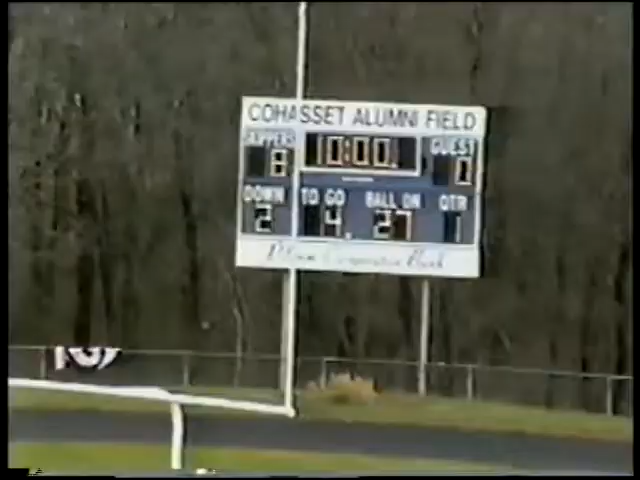 COHASSET ALUMNI FIELD
10:00 GUEST
8 0
DOWN TO GO BALL ON QTR
2 4 27 1